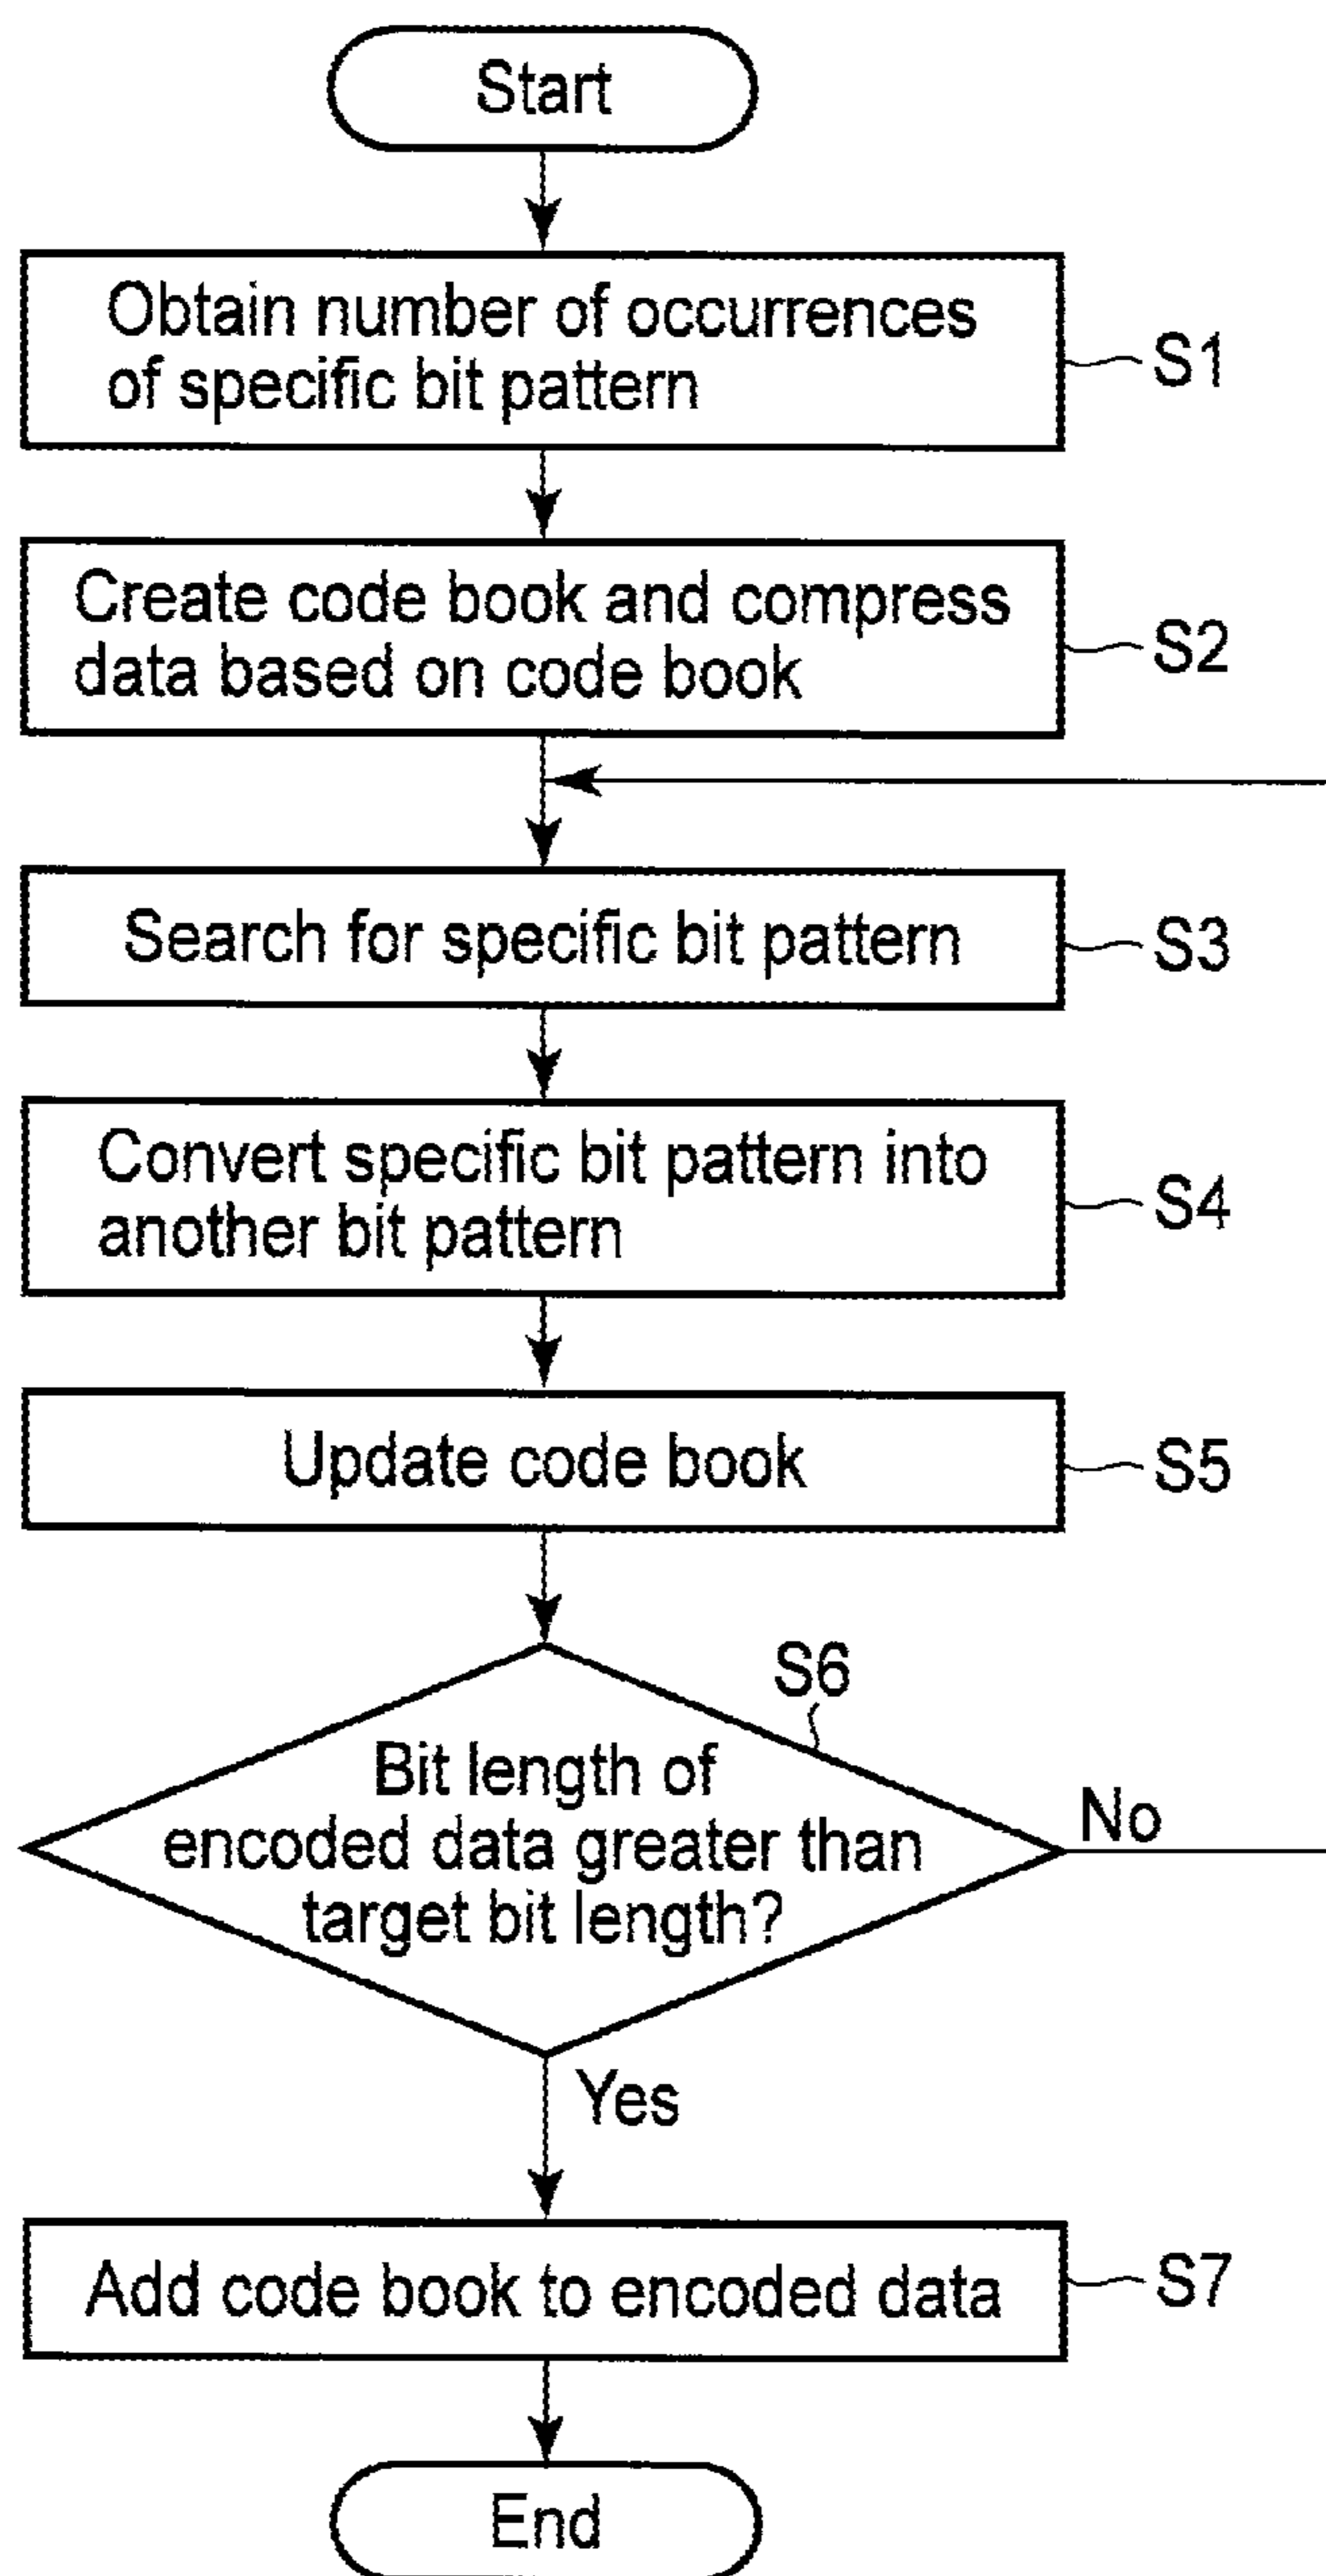 Start
Obtain number of occurrences
of specific bit pattern
S1
Create code book and compress
data based on code book
S2
Search for specific bit pattern
S3
Convert specific bit pattern into
another bit pattern
S4
Update code book
S5
S6
Bit length of
encoded data greater than
target bit length?
No
Yes
Add code book to encoded data
S7
End